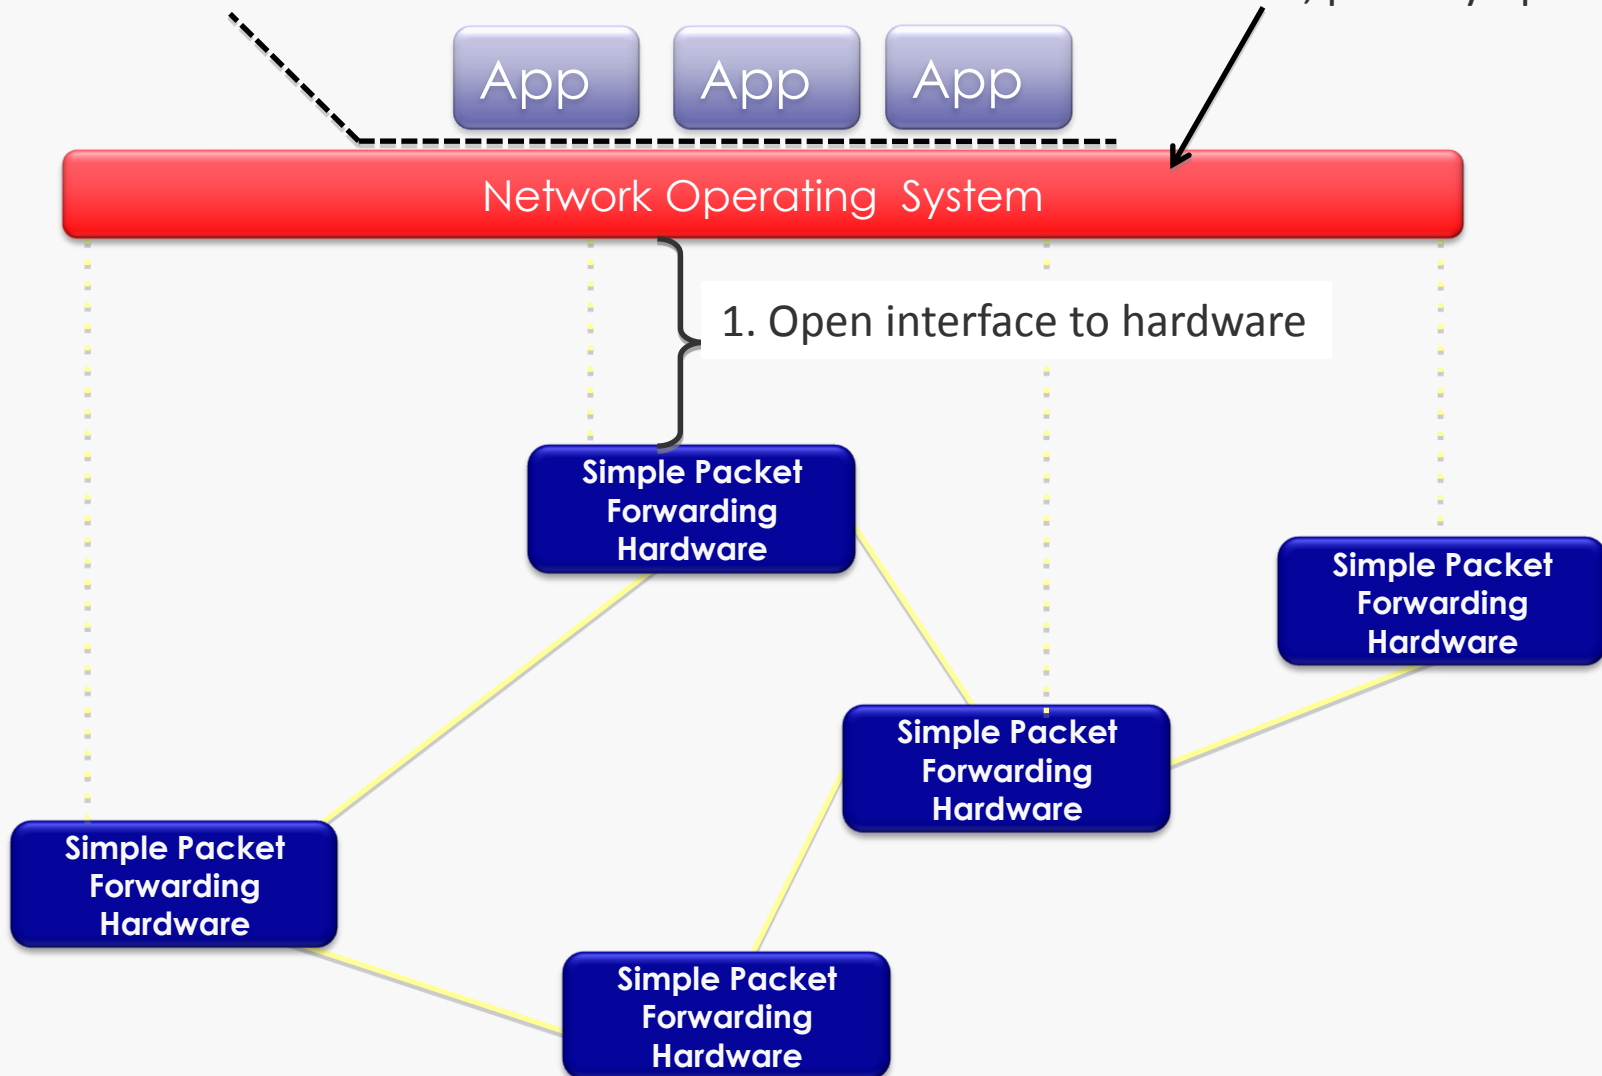 App
App
App
Network Operating System
1. Open interface to hardware
Simple Packet
Forwarding
Hardware
Simple Packet
Forwarding
Hardware
Simple Packet
Forwarding
Hardware
Simple Packet
Forwarding
Hardware
Simple Packet
Forwarding
Hardware